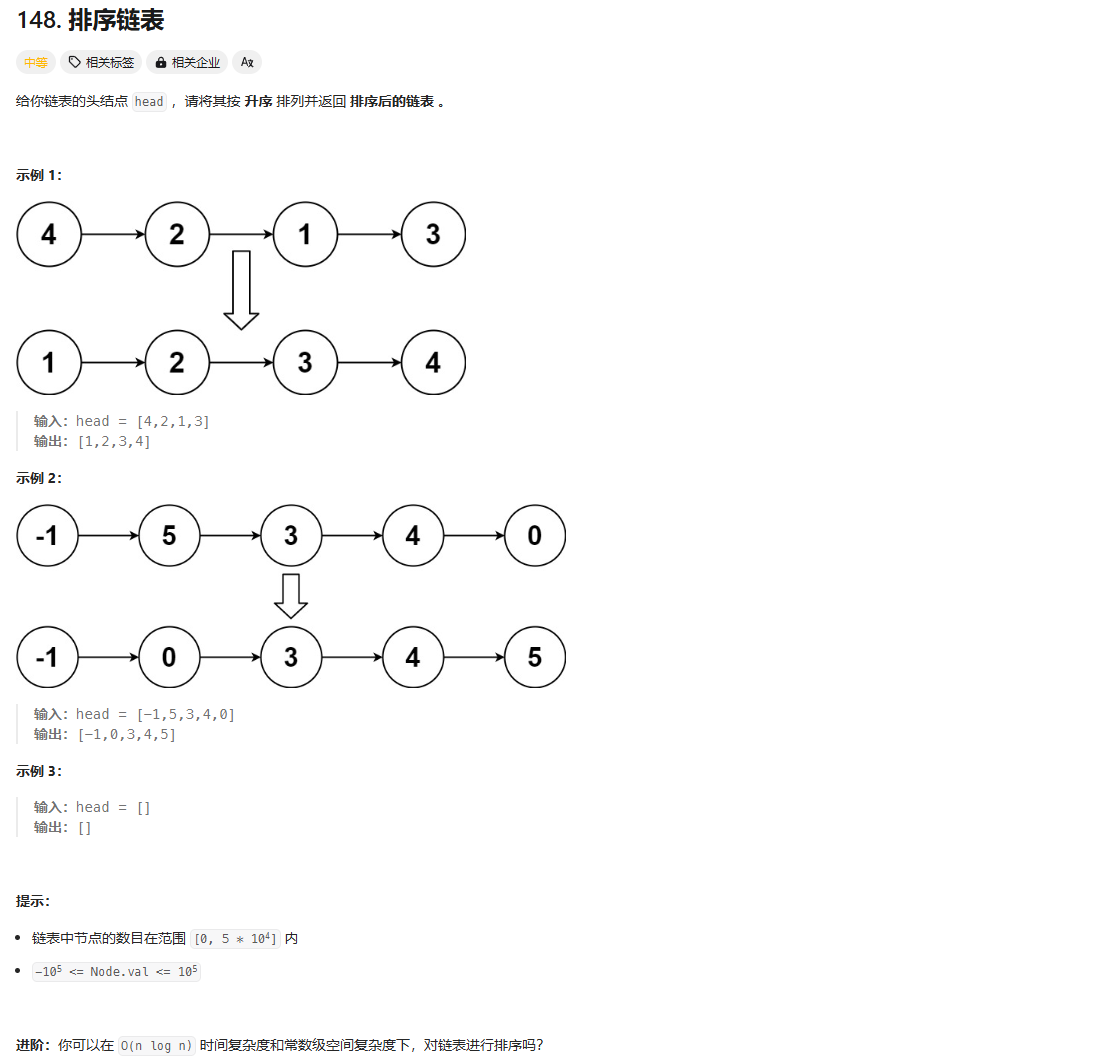 148. 排序链表
中等 相关标签 相关企业 Aあ
给你链表的头结点 head ，请将其按 升序 排列并返回 排序后的链表 。
示例 1：
4 2 1 3
1 2 3 4
输入：head = [4,2,1,3]
输出：[1,2,3,4]
示例 2：
-1 5 3 4 0
-1 0 3 4 5
输入：head = [-1,5,3,4,0]
输出：[-1,0,3,4,5]
示例 3：
输入：head = []
输出：[]
提示：
• 链表中节点的数目在范围 [0, 5 * 10⁴] 内
• -10⁵ <= Node.val <= 10⁵
进阶：你可以在 O(n log n) 时间复杂度和常数级空间复杂度下，对链表进行排序吗？